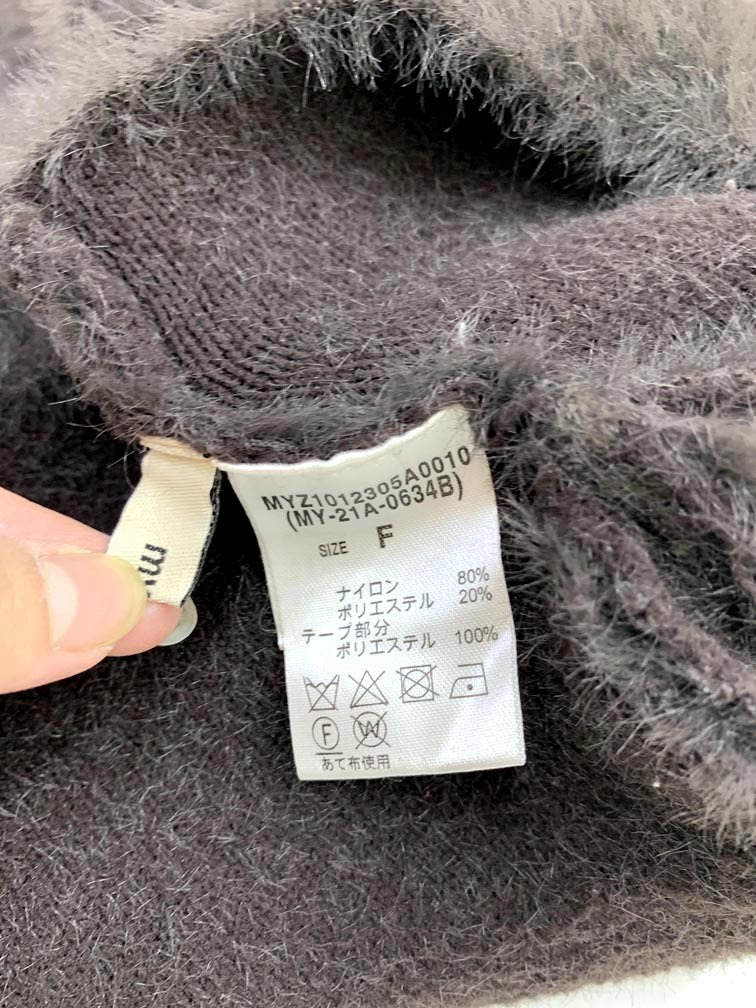 MYZ1012305A0010
(MY-21A-0634B)
SIZE F
ナイロン 80%
ポリエステル 20%
テープ部分
ポリエステル 100%
F W
あて布使用